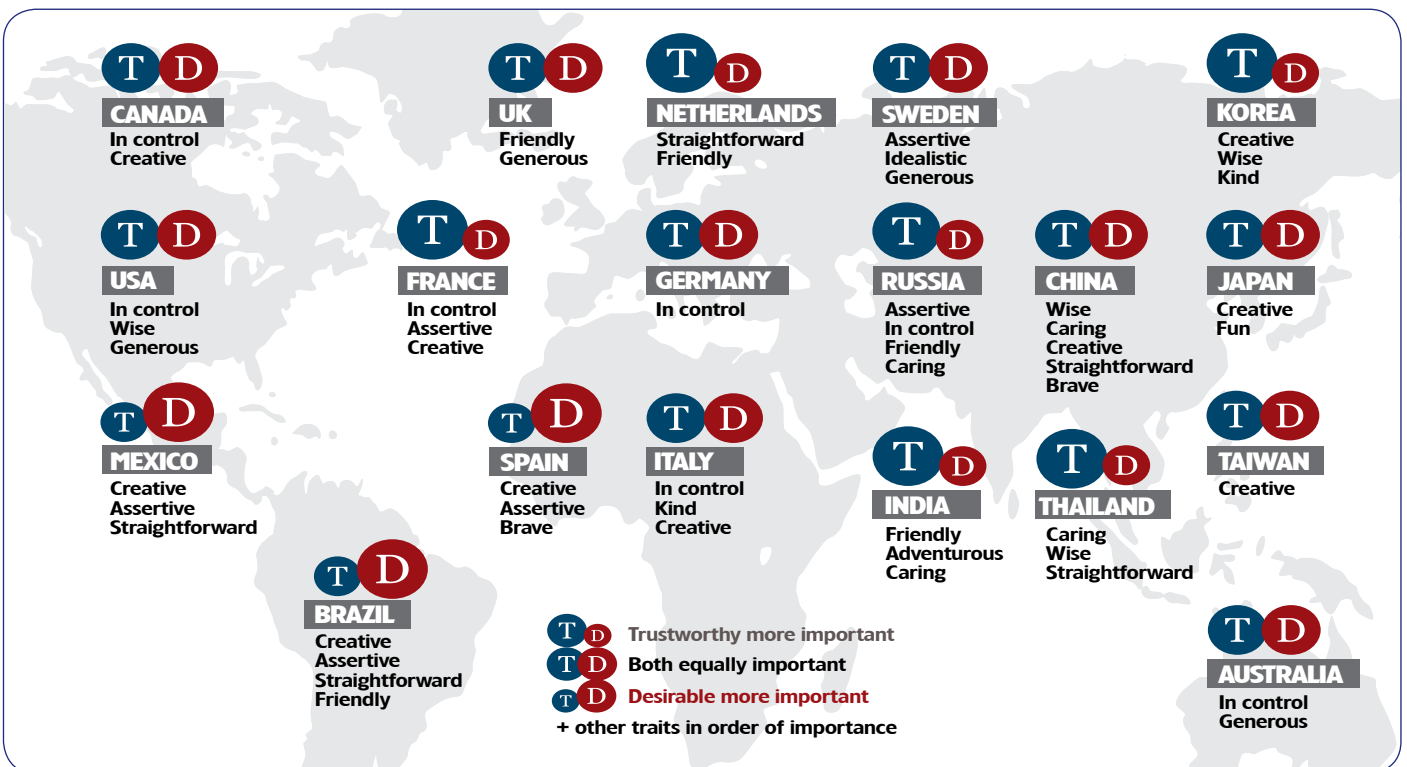 T D
CANADA
In control
Creative
T D
UK
Friendly
Generous
T D
NETHERLANDS
Straightforward
Friendly
T D
SWEDEN
Assertive
Idealistic
Generous
T D
KOREA
Creative
Wise
Kind
T D
USA
In control
Wise
Generous
T D
FRANCE
In control
Assertive
Creative
T D
GERMANY
In control
T D
RUSSIA
Assertive
In control
Friendly
Caring
T D
CHINA
Wise
Caring
Creative
Straightforward
Brave
T D
JAPAN
Creative
Fun
T D
MEXICO
Creative
Assertive
Straightforward
T D
SPAIN
Creative
Assertive
Brave
T D
ITALY
In control
Kind
Creative
T D
INDIA
Friendly
Adventurous
Caring
T D
THAILAND
Caring
Wise
Straightforward
T D
TAIWAN
Creative
T D
BRAZIL
Creative
Assertive
Straightforward
Friendly
T D Trustworthy more important
T D Both equally important
T D Desirable more important
+ other traits in order of importance
T D
AUSTRALIA
In control
Generous